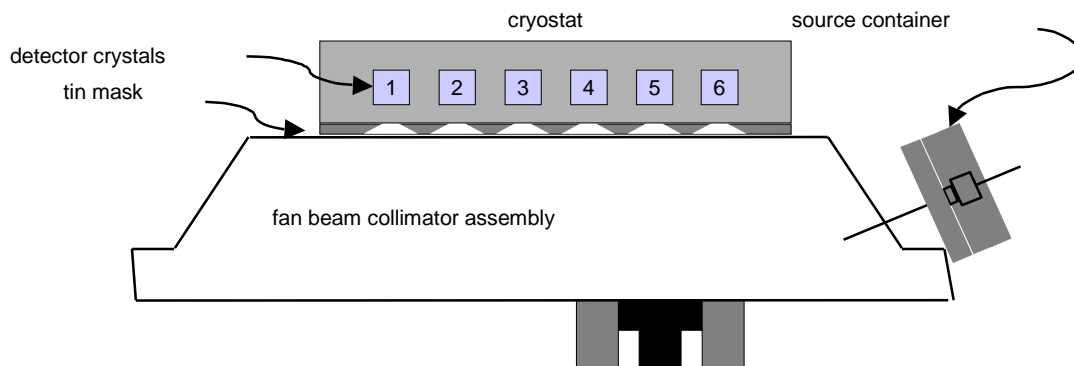 cryostat
source container
detector crystals
tin mask
1 2 3 4 5 6
fan beam collimator assembly